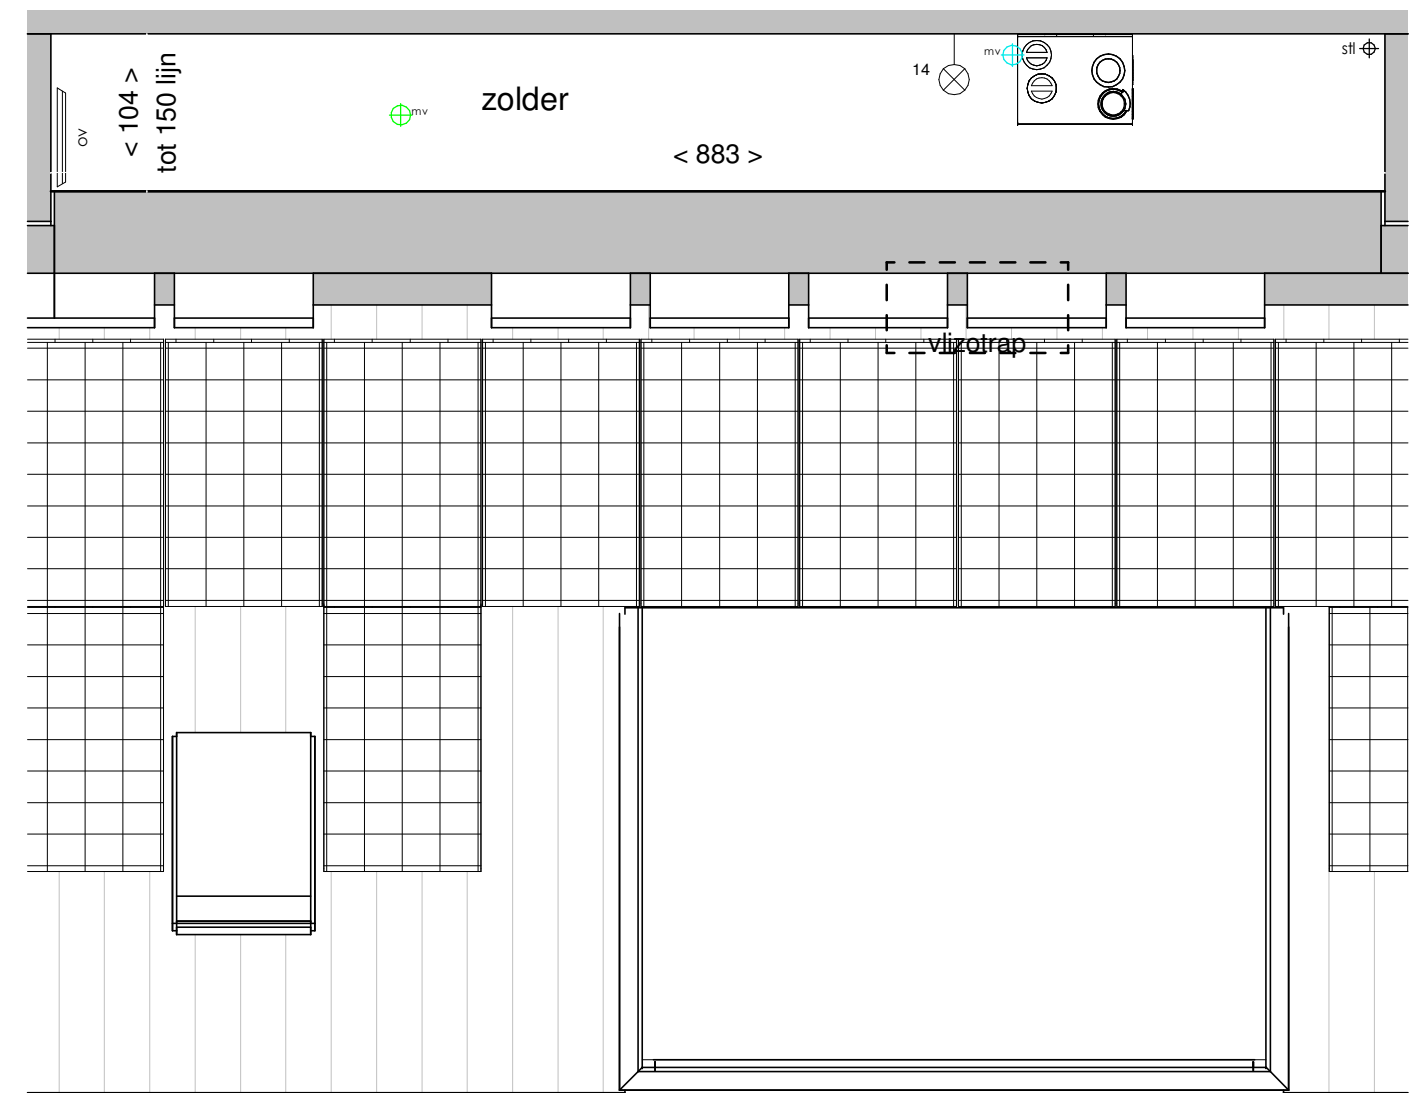 < 104 >
tot 150 lijn
ov
mv
zolder
< 883 >
14
mv
stl
vlizotrap